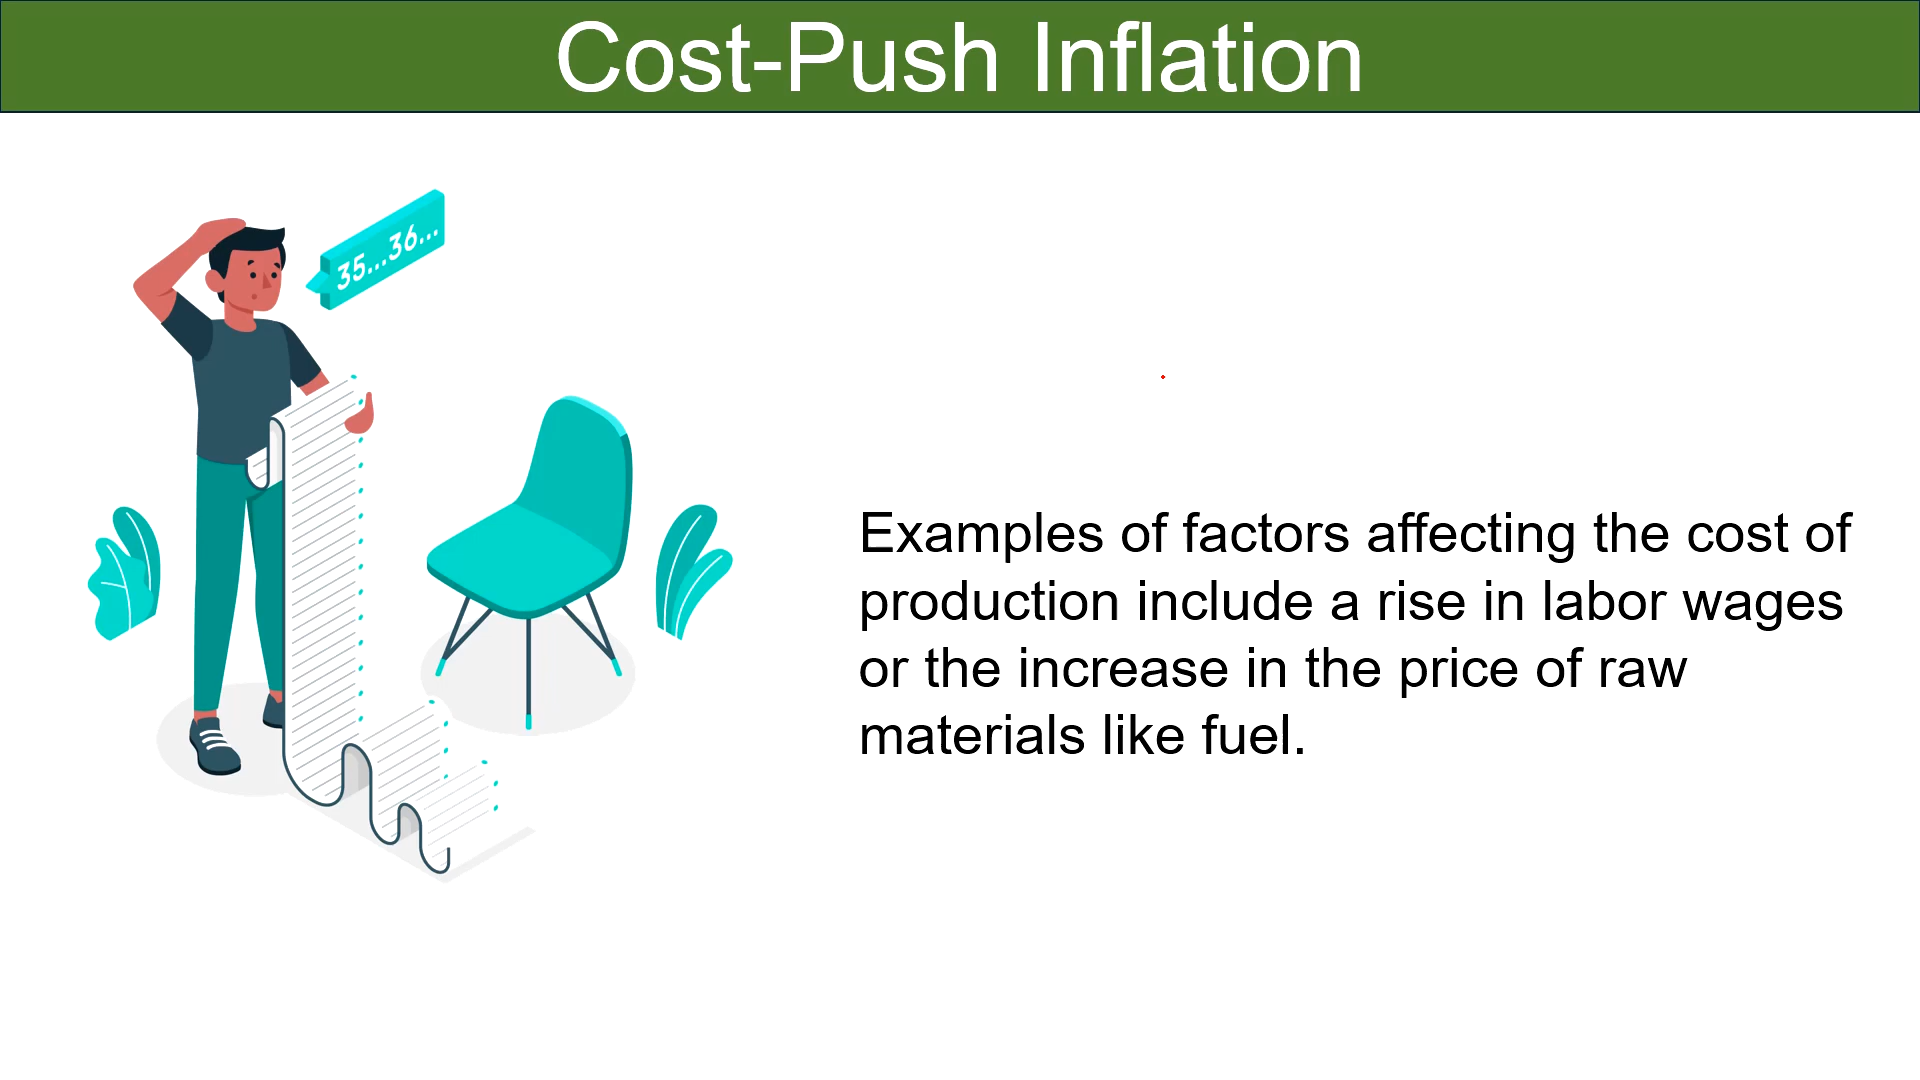 Cost-Push Inflation
35...36...
Examples of factors affecting the cost of
production include a rise in labor wages
or the increase in the price of raw
materials like fuel.